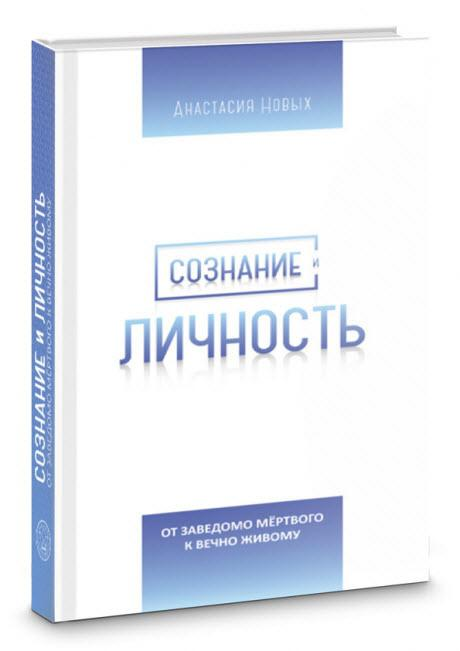 Анастасия Новых
СОЗНАНИЕ и
ЛИЧНОСТЬ
ОТ ЗАВЕДОМО МЁРТВОГО
К ВЕЧНО ЖИВОМУ
СОЗНАНИЕ и ЛИЧНОСТЬ
ОТ ЗАВЕДОМО МЁРТВОГО К ВЕЧНО ЖИВОМУ